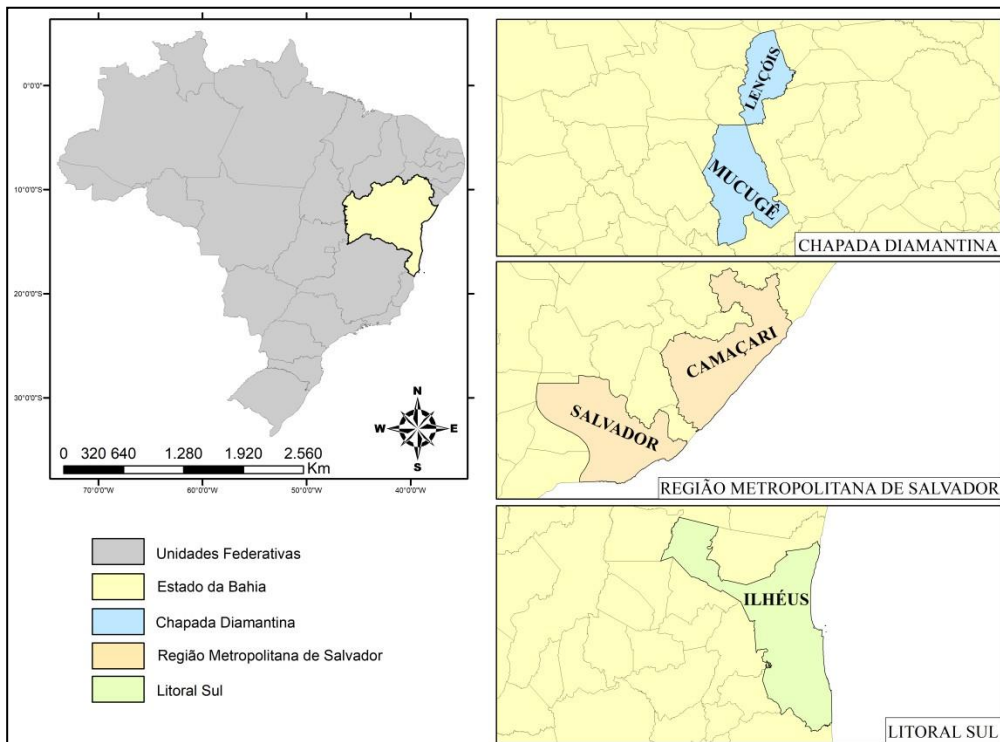 0°0'0"
10°0'0"S
20°0'0"S
30°0'0"S
N
W E
S
0 320 640 1.280 1.920 2.560
Km
70°0'0"W 60°0'0"W 50°0'0"W 40°0'0"W
Unidades Federativas
Estado da Bahia
Chapada Diamantina
Região Metropolitana de Salvador
Litoral Sul
LENÇÓIS
MUCUGÊ
CHAPADA DIAMANTINA
CAMAÇARI
SALVADOR
REGIÃO METROPOLITANA DE SALVADOR
ILHÉUS
LITORAL SUL